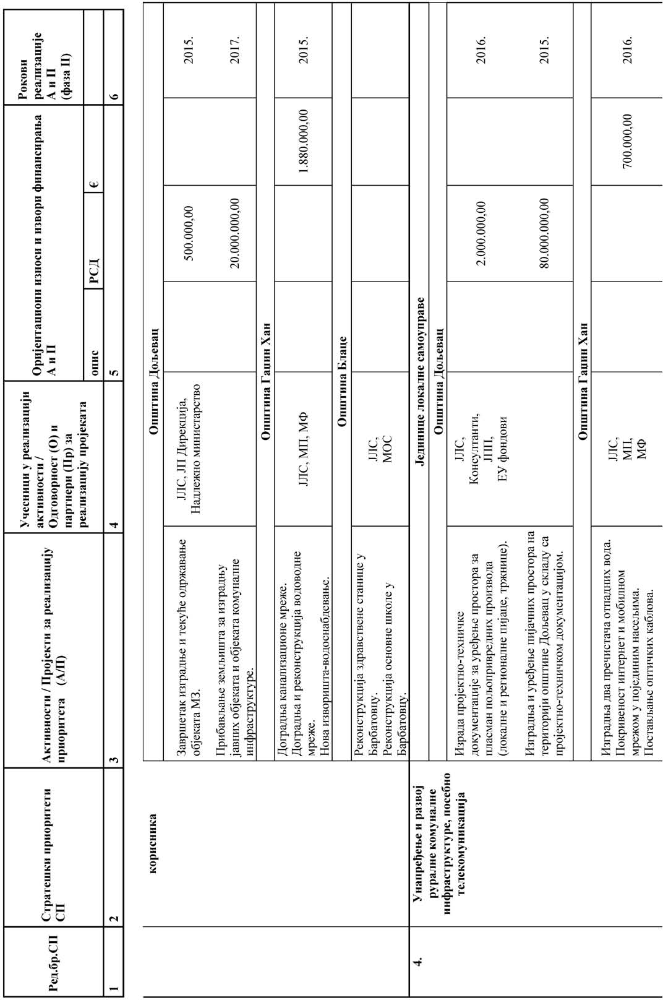 Ред.бр.СП
Стратешки приоритети
СП
Активности / Пројекти за реализацију
приоритета (А/П)
Учесници у реализацији
активности /
Одговорност (О) и
партнери (Пр) за
реализацију пројеката
Оријентациони износи и извори финансирања
А и П
опис
РСД
€
Рокови
реализације
А и П
(фаза II)
1
2
3
4
5
6
корисника
Општина Дољевац
Завршетак изградње и текуће одржавање
објеката МЗ.
ЈЛС, ЈП Дирекција,
Надлежно министарство
500.000,00
2015.
Прибављање земљишта за изградњу
јавних објеката и објеката комуналне
инфраструктуре.
20.000.000,00
2017.
Општина Гаџин Хан
Доградња канализационе мреже.
Доградња и реконструкција водоводне
мреже.
Нова изворишта-водоснабдевање.
ЈЛС, МП, МФ
1.880.000,00
2015.
Општина Блаце
Реконструкција здравствене станице у
Барбатовцу.
Реконструкција основне школе у
Барбатовцу.
ЈЛС,
МОС
4.
Унапређење и развој
руралне комуналне
инфраструктуре, посебно
телекомуникација
Јединице локалне самоуправе
Општина Дољевац
Израда пројектно-техничке
документације за уређење простора за
пласман пољопривредних производа
(локалне и регионалне пијаце, тржнице).
ЈЛС,
Консултанти,
ЈПП,
ЕУ фондови
2.000.000,00
2016.
Изградња и уређење пијачних простора на
територији општине Дољевац у складу са
пројектно-техничком документацијом.
80.000.000,00
2015.
Општина Гаџин Хан
Изградња два пречистача отпадних вода.
Покривеност интернет и мобилном
мрежом у појединим насељима.
Постављање оптичких каблова.
ЈЛС,
МП,
МФ
700.000,00
2016.